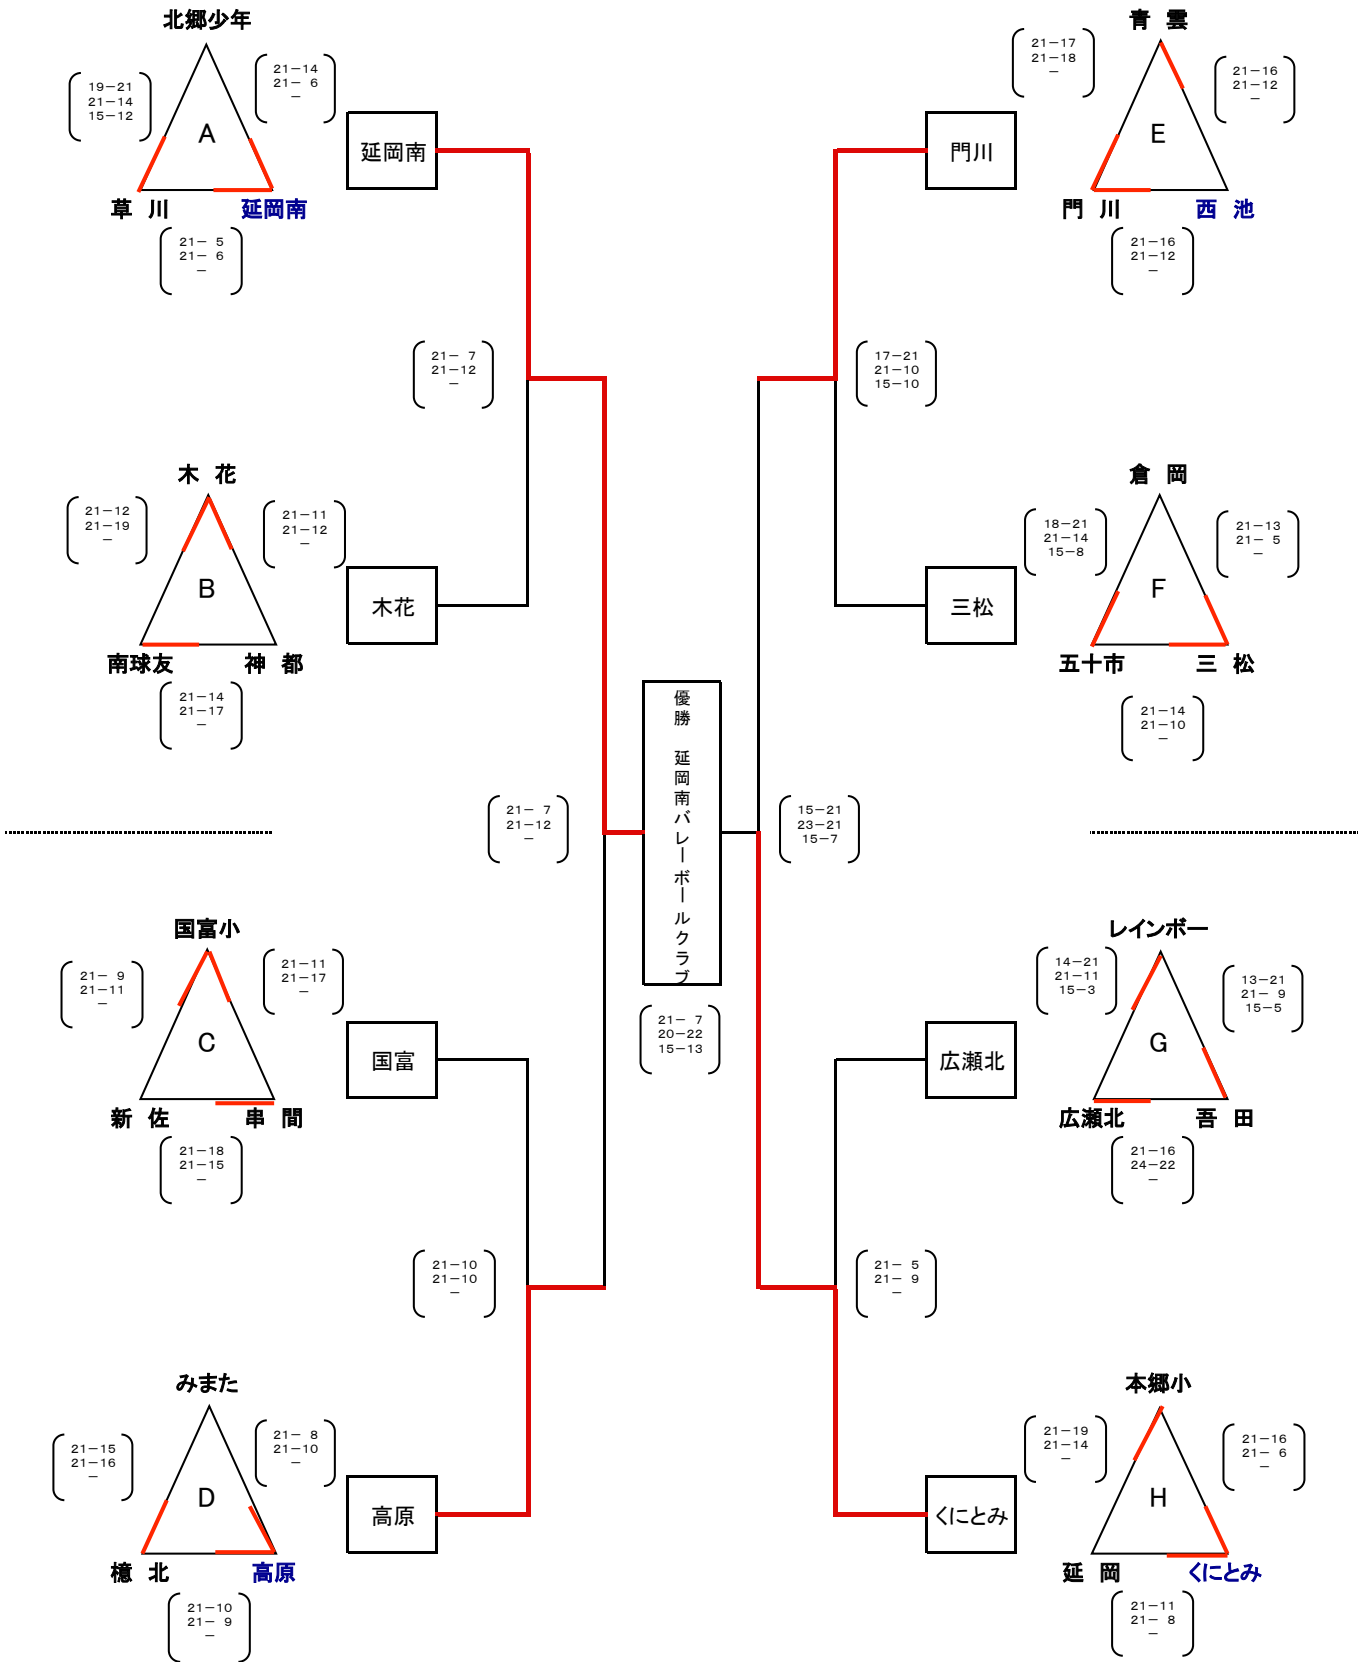 北郷少年
19－21
21－14
15－12
21－14
21－ 6
－
A
草 川
延岡南
21－ 5
21－ 6
－
延岡南
青 雲
21－17
21－18
－
21－16
21－12
－
E
門 川
西 池
21－16
21－12
－
門川
21－ 7
21－12
－
17－21
21－10
15－10
木 花
21－12
21－19
－
21－11
21－12
－
B
南球友
神 都
21－14
21－17
－
木花
倉 岡
18－21
21－14
15－8
21－13
21－ 5
－
F
五十市
三 松
21－14
21－10
－
三松
優勝 延岡南バレーボールクラブ
21－ 7
21－12
－
15－21
23－21
15－7
21－ 7
20－22
15－13
国富小
21－ 9
21－11
－
21－11
21－17
－
C
新 佐
串 間
21－18
21－15
－
国富
レインボー
14－21
21－11
15－3
13－21
21－ 9
15－5
G
広瀬北
吾 田
21－16
24－22
－
広瀬北
21－10
21－10
－
21－ 5
21－ 9
－
みまた
21－15
21－16
－
21－ 8
21－10
－
D
檍 北
高原
21－10
21－ 9
－
高原
本郷小
21－19
21－14
－
21－16
21－ 6
－
H
延 岡
くにとみ
21－11
21－ 8
－
くにとみ